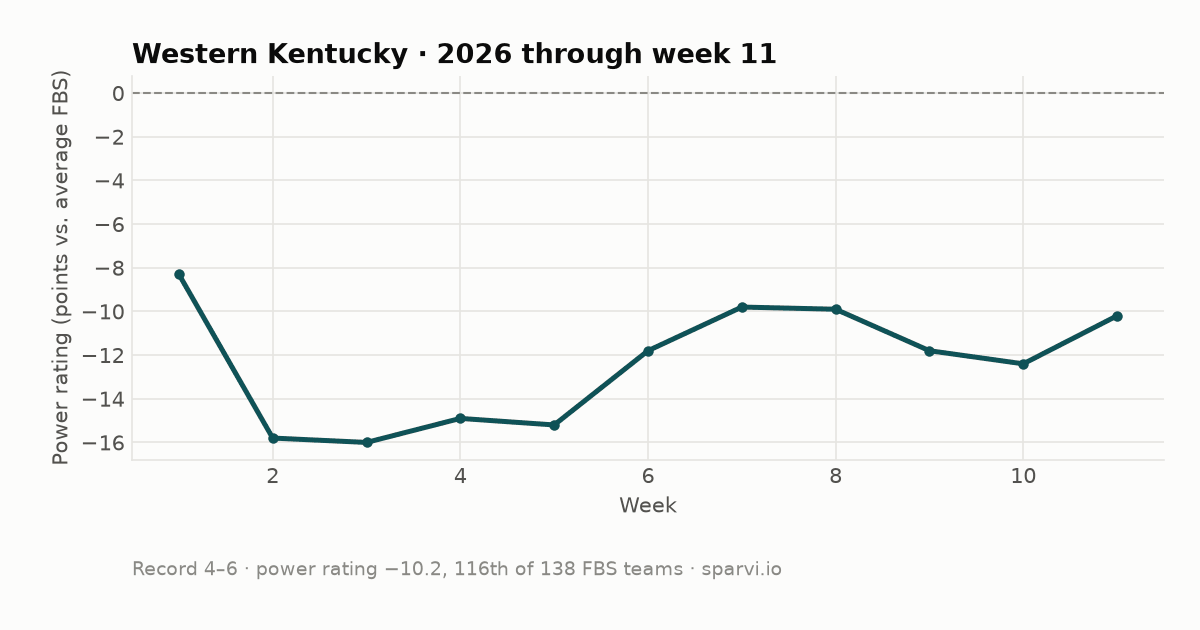 Western Kentucky · 2026 through week 11
Power rating (points vs. average FBS)
0
−2
−4
−6
−8
−10
−12
−14
−16
2 4 6 8 10
Week
Record 4–6 · power rating −10.2, 116th of 138 FBS teams · sparvi.io